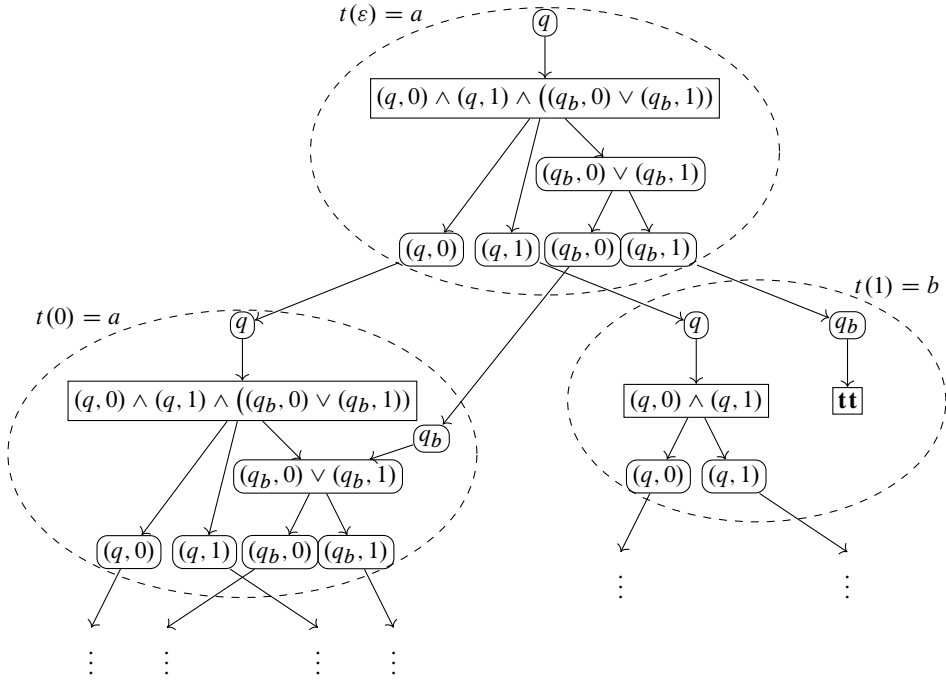 t(ε) = a
q
(q, 0) ∧ (q, 1) ∧ ((q_b, 0) ∨ (q_b, 1))
(q_b, 0) ∨ (q_b, 1)
(q, 0) (q, 1) (q_b, 0) (q_b, 1)
t(1) = b
t(0) = a
q q q_b
(q, 0) ∧ (q, 1) ∧ ((q_b, 0) ∨ (q_b, 1)) (q, 0) ∧ (q, 1) tt
q_b
(q_b, 0) ∨ (q_b, 1) (q, 0) (q, 1)
(q, 0) (q, 1) (q_b, 0) (q_b, 1)
⋮ ⋮
⋮ ⋮ ⋮ ⋮